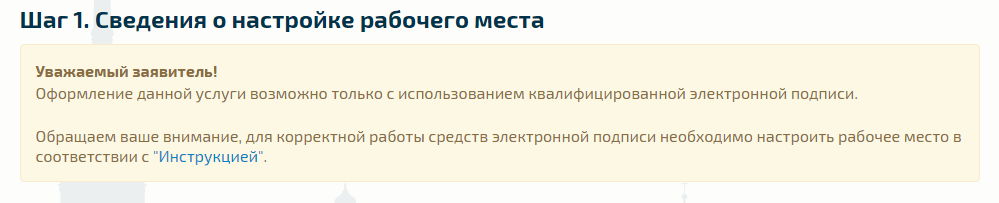 Шаг 1. Сведения о настройке рабочего места
Уважаемый заявитель!
Оформление данной услуги возможно только с использованием квалифицированной электронной подписи.
Обращаем ваше внимание, для корректной работы средств электронной подписи необходимо настроить рабочее место в
соответствии с "Инструкцией".